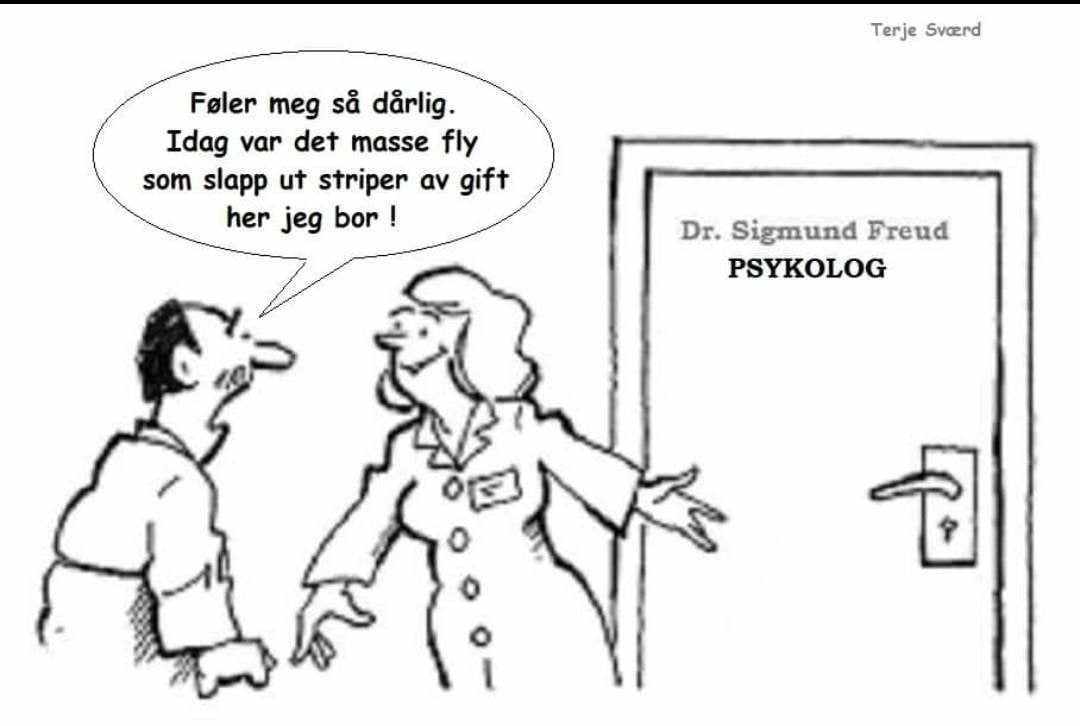 Terje Sværd
Føler meg så dårlig.
Idag var det masse fly
som slapp ut striper av gift
her jeg bor !
Dr. Sigmund Freud
PSYKOLOG